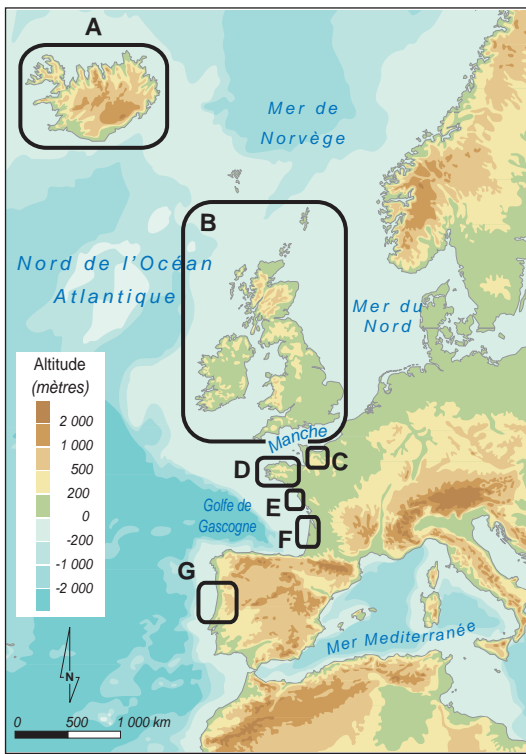 A
Mer de
Norvège
B
Nord de l'Océan
Atlantique
Mer du
Nord
Altitude
(mètres)
2 000
1 000
500
200
0
-200
-1 000
-2 000
Manche
C
D
E
Golfe de
Gascogne
F
G
Mer Mediterranée
N
0 500 1 000 km